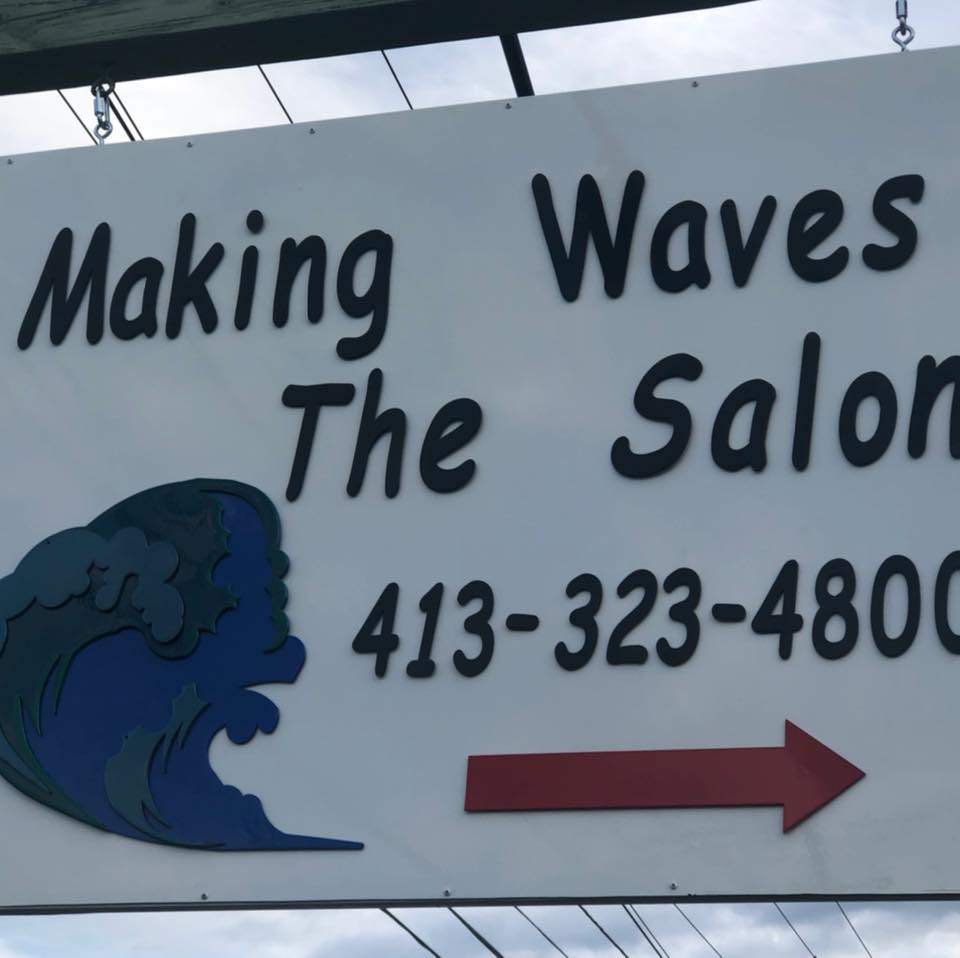 Making Waves
The Salon
413-323-4800